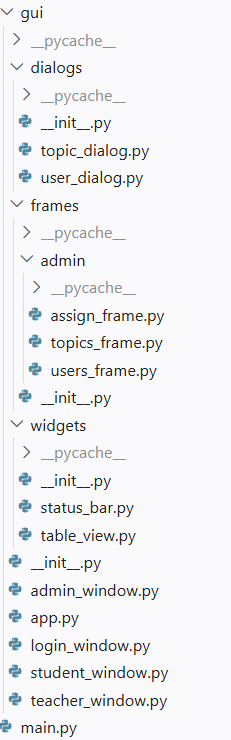 gui
__pycache__
dialogs
__pycache__
__init__.py
topic_dialog.py
user_dialog.py
frames
__pycache__
admin
__pycache__
assign_frame.py
topics_frame.py
users_frame.py
__init__.py
widgets
__pycache__
__init__.py
status_bar.py
table_view.py
__init__.py
admin_window.py
app.py
login_window.py
student_window.py
teacher_window.py
main.py